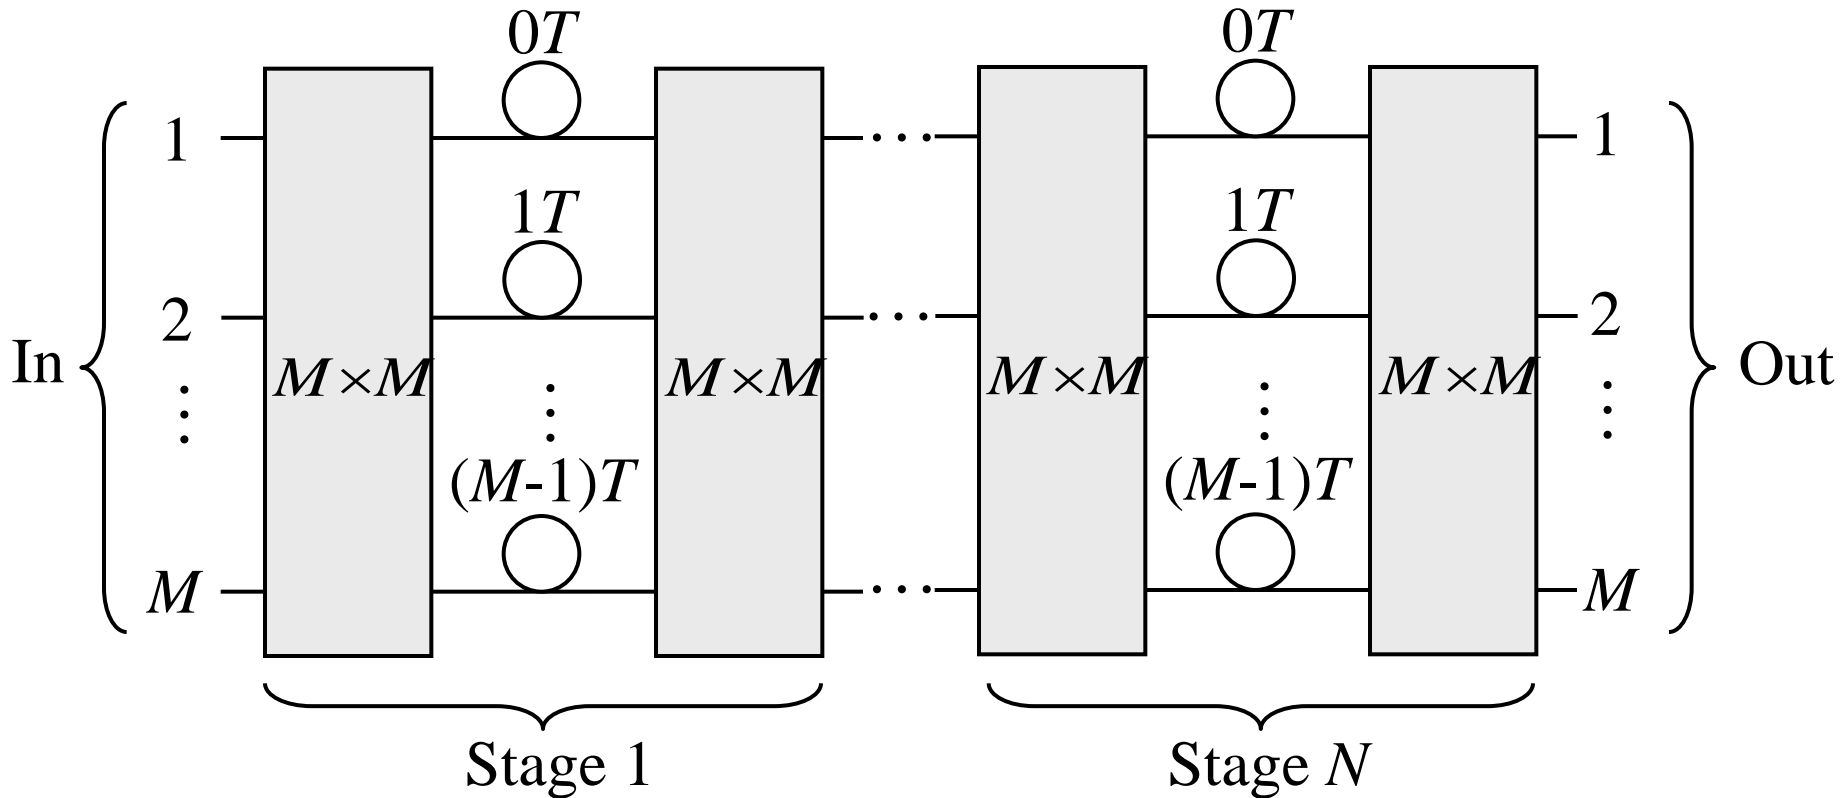 0T 0T
1 1
1T 1T
2 2
In M×M M×M M×M M×M Out
⋮ ⋮ ⋮ ⋮
(M-1)T (M-1)T
M M
Stage 1 Stage N